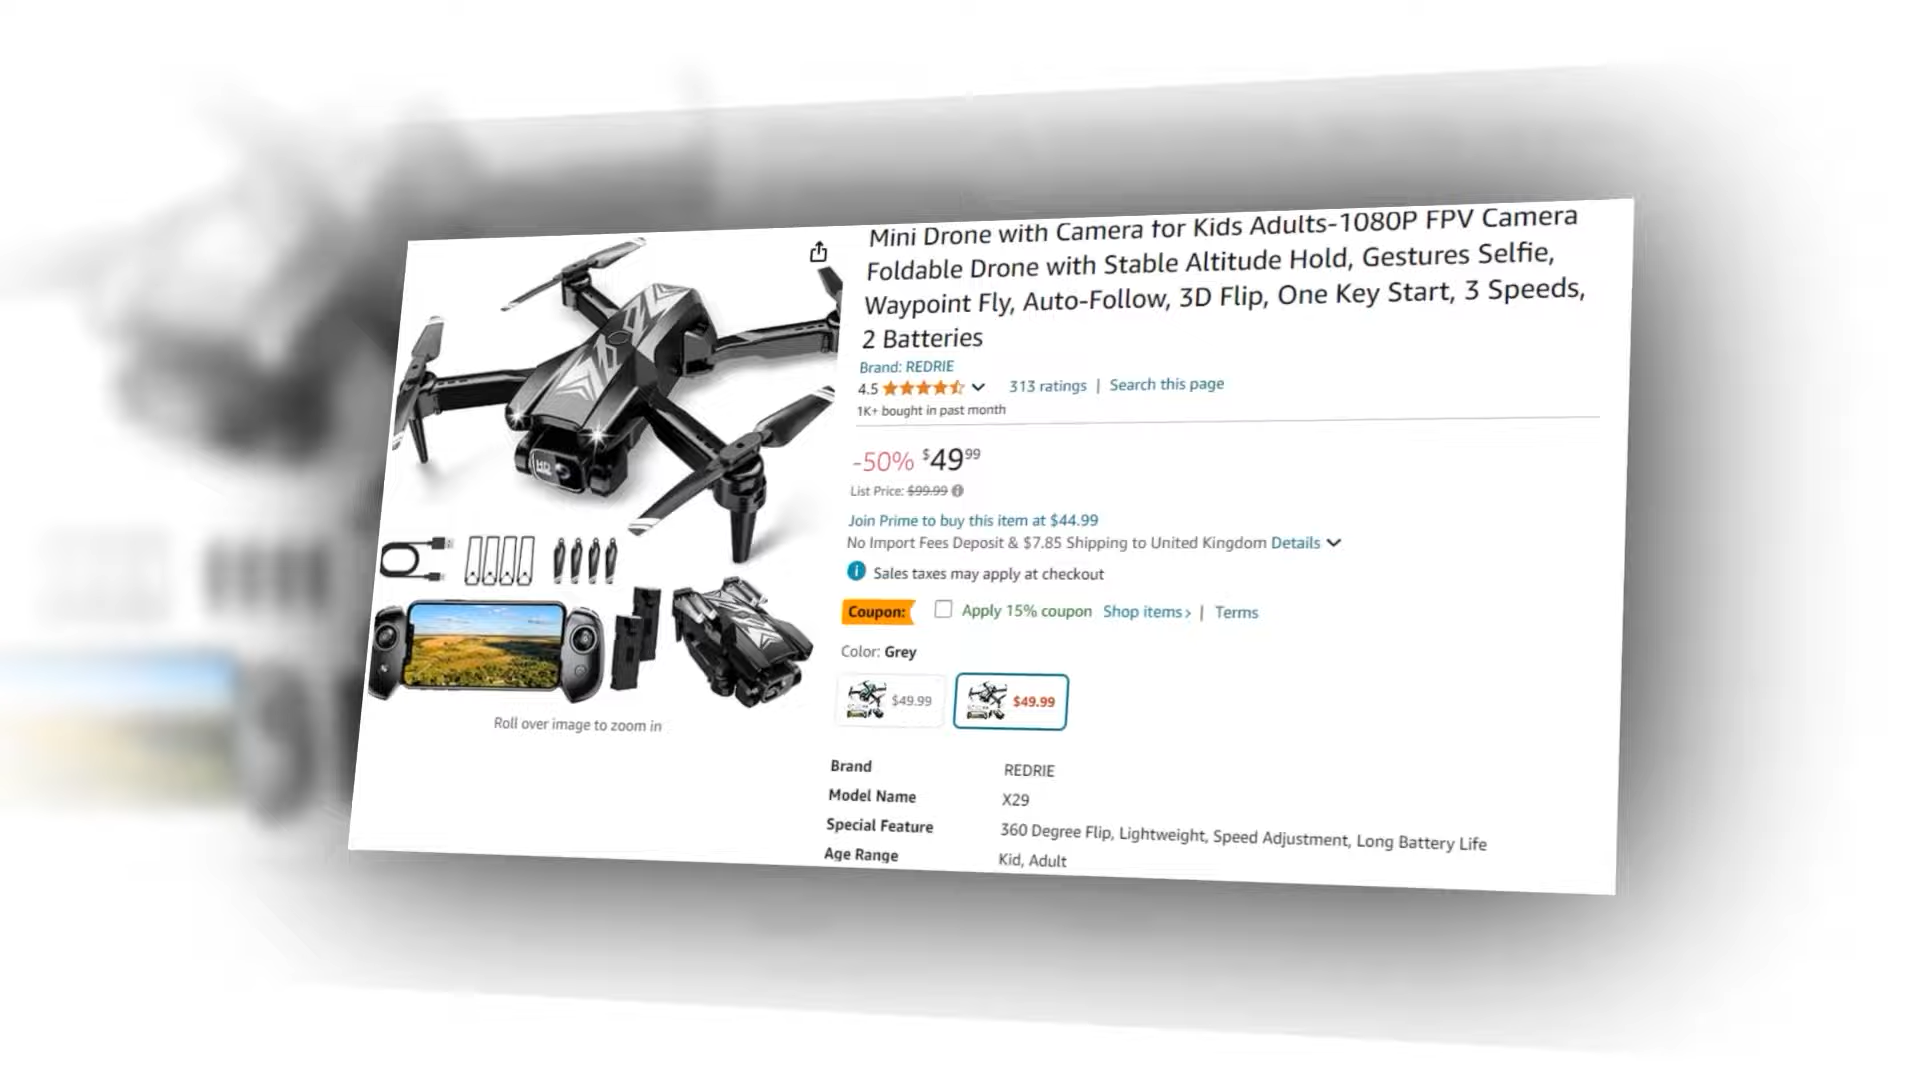 Mini Drone with Camera for Kids Adults-1080P FPV Camera
Foldable Drone with Stable Altitude Hold, Gestures Selfie,
Waypoint Fly, Auto-Follow, 3D Flip, One Key Start, 3 Speeds,
2 Batteries
Brand: REDRIE
4.5 313 ratings | Search this page
1K+ bought in past month
-50% $49 99
List Price: $99.99
Join Prime to buy this item at $44.99
No Import Fees Deposit & $7.85 Shipping to United Kingdom Details
Sales taxes may apply at checkout
Coupon: Apply 15% coupon Shop items› | Terms
Color: Grey
$49.99 $49.99
HD
Roll over image to zoom in
Brand REDRIE
Model Name X29
Special Feature 360 Degree Flip, Lightweight, Speed Adjustment, Long Battery Life
Age Range Kid, Adult